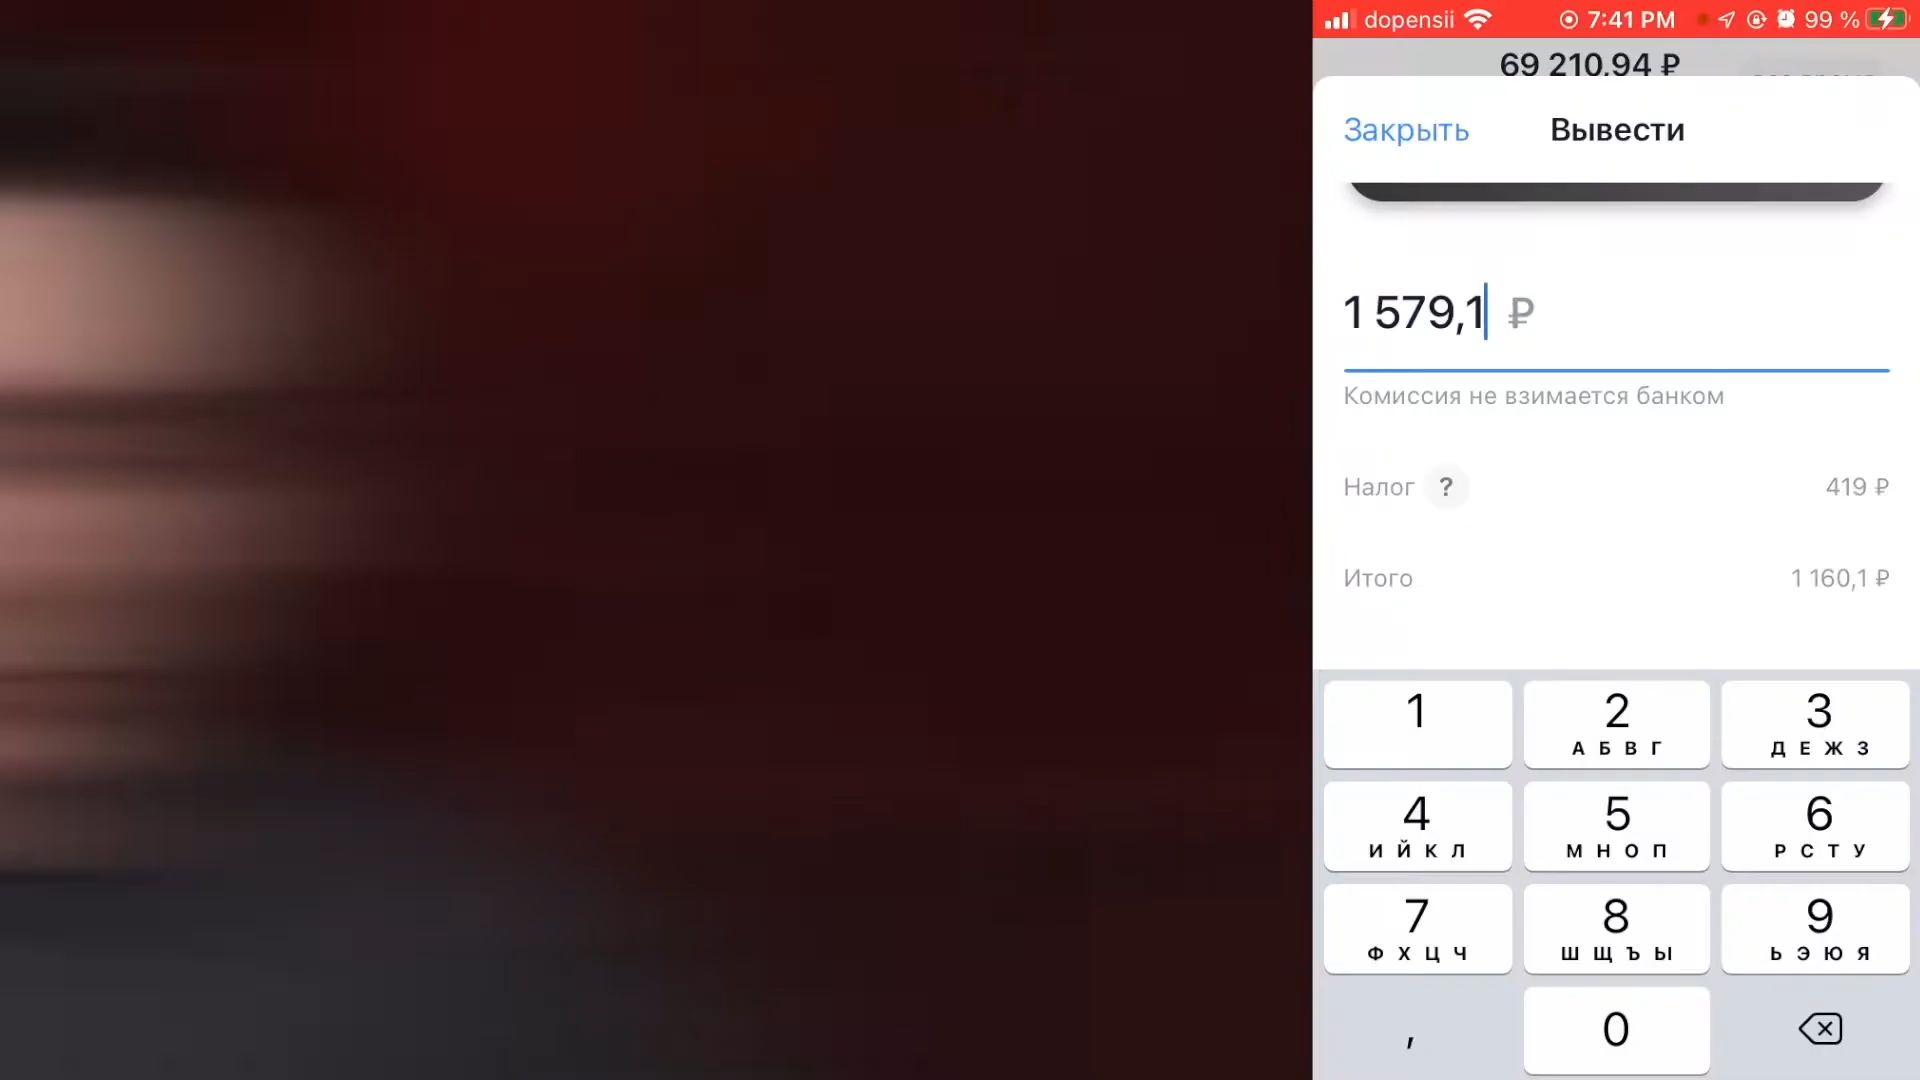 dopensii 7:41 PM 99 %
69 210,94 ₽
Закрыть Вывести
1 579,1 ₽
Комиссия не взимается банком
Налог ? 419 ₽
Итого 1 160,1 ₽
1 2 3
А Б В Г Д Е Ж З
4 5 6
И Й К Л М Н О П Р С Т У
7 8 9
Ф Х Ц Ч Ш Щ Ъ Ы Ь Э Ю Я
, 0